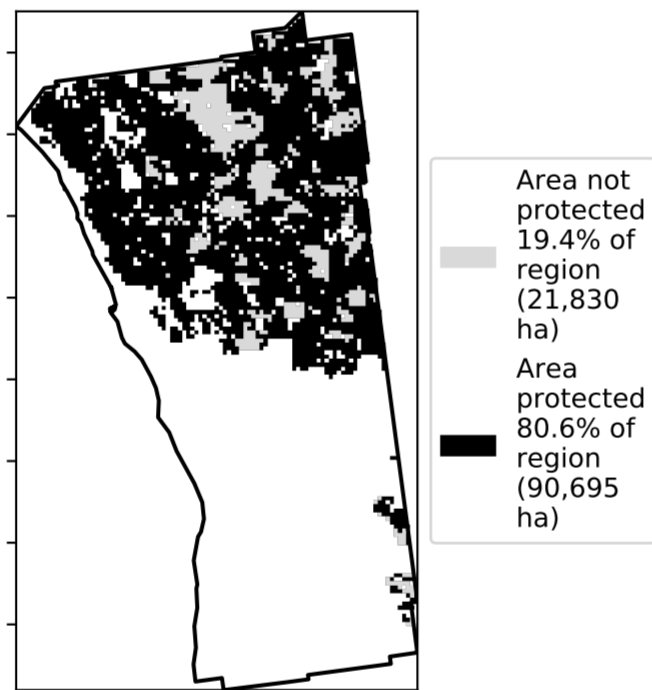 Area not
protected
19.4% of
region
(21,830
ha)
Area
protected
80.6% of
region
(90,695
ha)